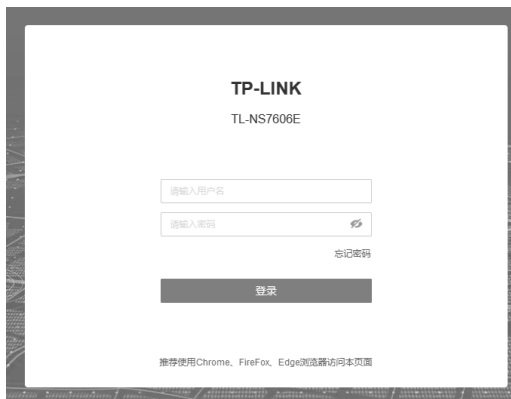 TP-LINK
TL-NS7606E
请输入用户名
请输入密码
忘记密码
登录
推荐使用Chrome、FireFox、Edge浏览器访问本页面